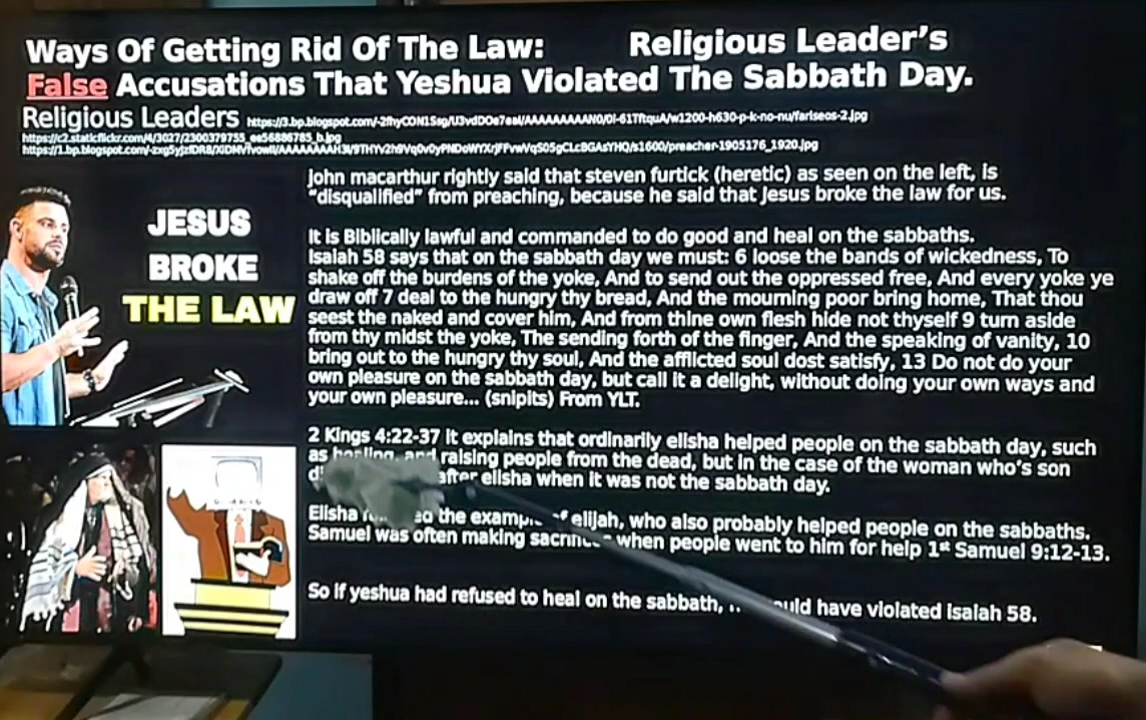 Ways Of Getting Rid Of The Law: Religious Leader's
False Accusations That Yeshua Violated The Sabbath Day.
Religious Leaders
JESUS
BROKE
THE LAW
John macarthur rightly said that steven furtick (heretic) as seen on the left, is
"disqualified" from preaching, because he said that Jesus broke the law for us.
It is Biblically lawful and commanded to do good and heal on the sabbaths.
Isaiah 58 says that on the sabbath day we must: 6 loose the bands of wickedness, To
shake off the burdens of the yoke, And to send out the oppressed free, And every yoke ye
draw off 7 deal to the hungry thy bread, And the mourning poor bring home, That thou
seest the naked and cover him, And from thine own flesh hide not thyself 9 turn aside
from thy midst the yoke, The sending forth of the finger, And the speaking of vanity, 10
bring out to the hungry thy soul, And the afflicted soul dost satisfy, 13 Do not do your
own pleasure on the sabbath day, but call it a delight, without doing your own ways and
your own pleasure... (snipits) From YLT.
2 Kings 4:22-37 It explains that ordinarily elisha helped people on the sabbath day, such
as healing, and raising people from the dead, but in the case of the woman who's son
after elisha when it was not the sabbath day.
Elisha the example of elijah, who also probably helped people on the sabbaths.
Samuel was often making sacrifices when people went to him for help 1st Samuel 9:12-13.
So if yeshua had refused to heal on the sabbath, have violated isaiah 58.